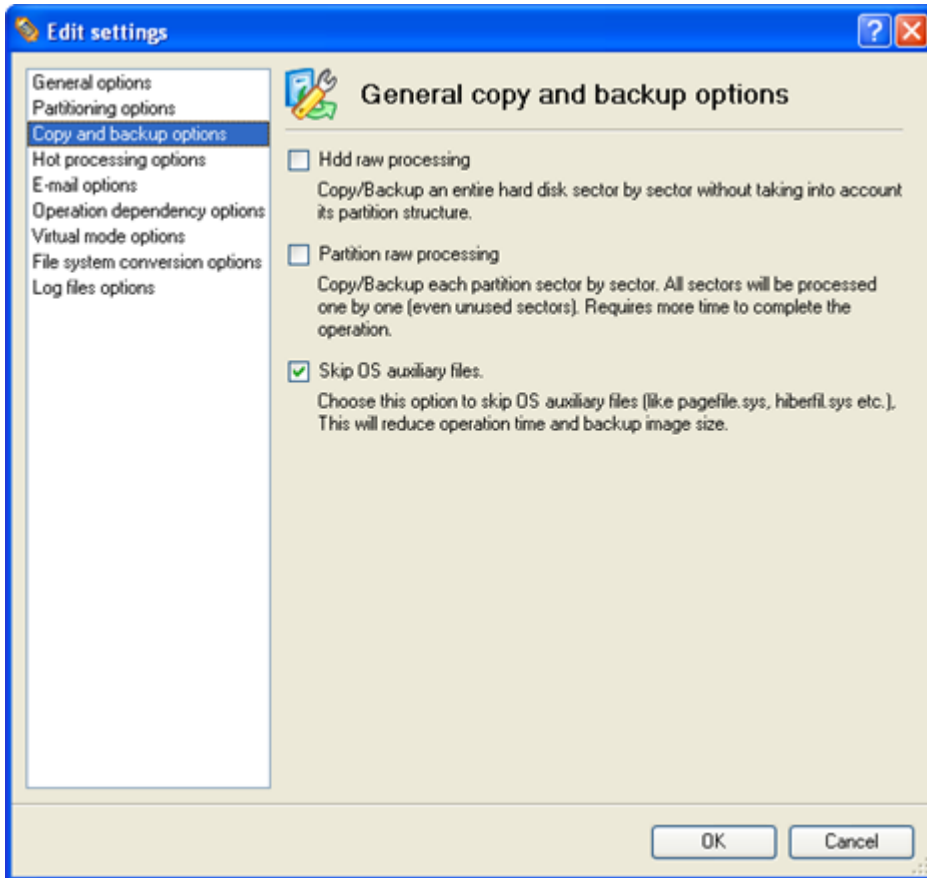 Edit settings
General options
Partitioning options
Copy and backup options
Hot processing options
E-mail options
Operation dependency options
Virtual mode options
File system conversion options
Log files options
General copy and backup options
Hdd raw processing
Copy/Backup an entire hard disk sector by sector without taking into account
its partition structure.
Partition raw processing
Copy/Backup each partition sector by sector. All sectors will be processed
one by one (even unused sectors). Requires more time to complete the
operation.
Skip OS auxiliary files.
Choose this option to skip OS auxiliary files (like pagefile.sys, hiberfil.sys etc.),
This will reduce operation time and backup image size.
OK
Cancel